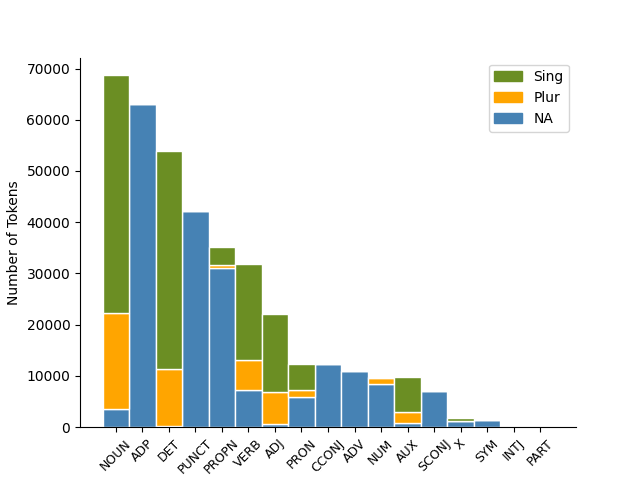 70000
60000
50000
40000
30000
20000
10000
0
Number of Tokens
Sing
Plur
NA
NOUN
ADP
DET
PUNCT
PROPN
VERB
ADJ
PRON
CCONJ
ADV
NUM
AUX
SCONJ
X
SYM
INTJ
PART